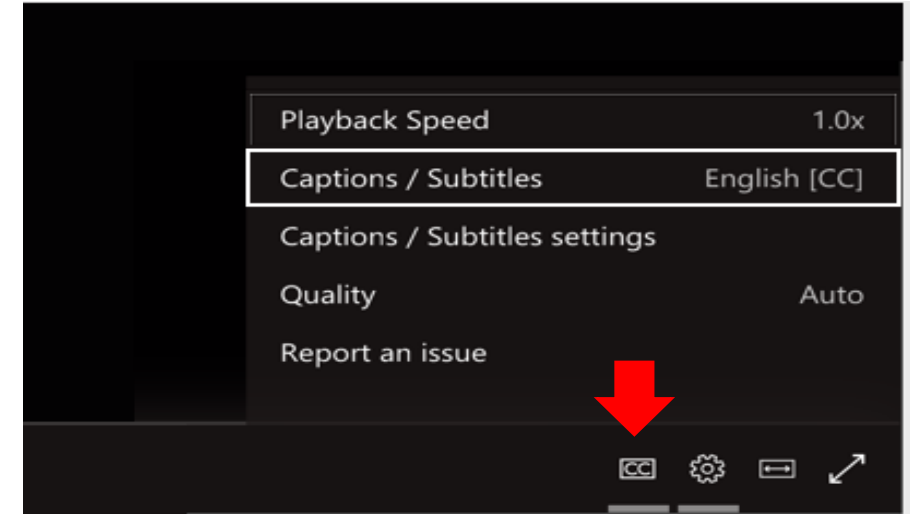 Playback Speed 1.0x
Captions / Subtitles English [CC]
Captions / Subtitles settings
Quality Auto
Report an issue
CC